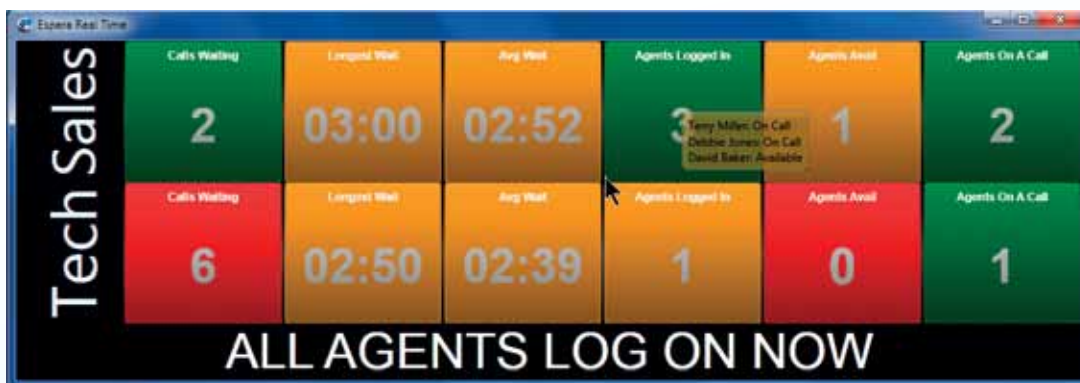 Espera Real Time
Tech Sales
Calls Waiting
Longest Wait
Avg Wait
Agents Logged In
Agents Avail
Agents On A Call
2
03:00
02:52
3
1
2
Terry Miller: On Call
Debbie Jones: On Call
David Baker: Available
Calls Waiting
Longest Wait
Avg Wait
Agents Logged In
Agents Avail
Agents On A Call
6
02:50
02:39
1
0
1
ALL AGENTS LOG ON NOW